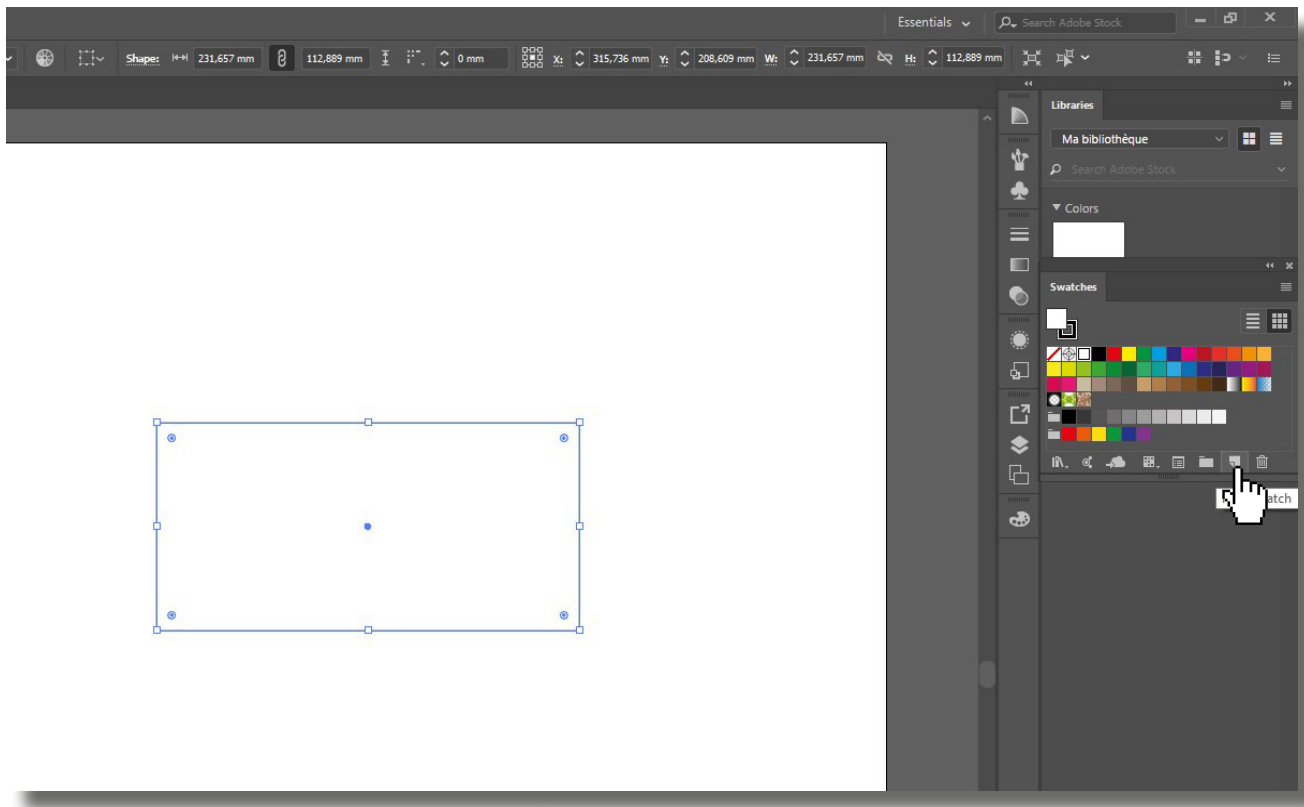 Essentials
Search Adobe Stock
Shape: 231,657 mm 112,889 mm 0 mm X: 315,736 mm Y: 208,609 mm W: 231,657 mm H: 112,889 mm
Libraries
Ma bibliothèque
Search Adobe Stock
Colors
Swatches